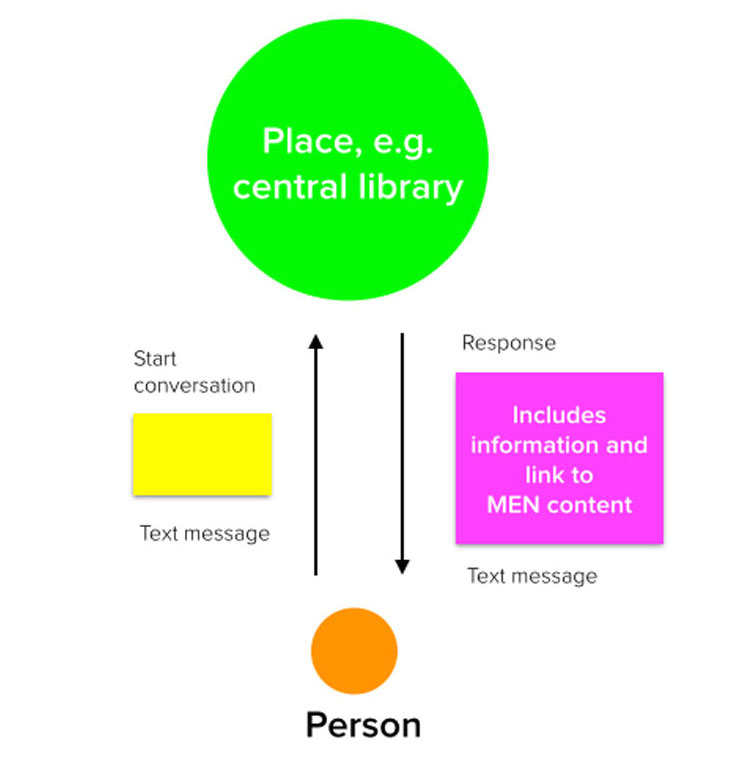 Place, e.g.
central library
Start
conversation
Text message
Response
Includes
information and
link to
MEN content
Text message
Person